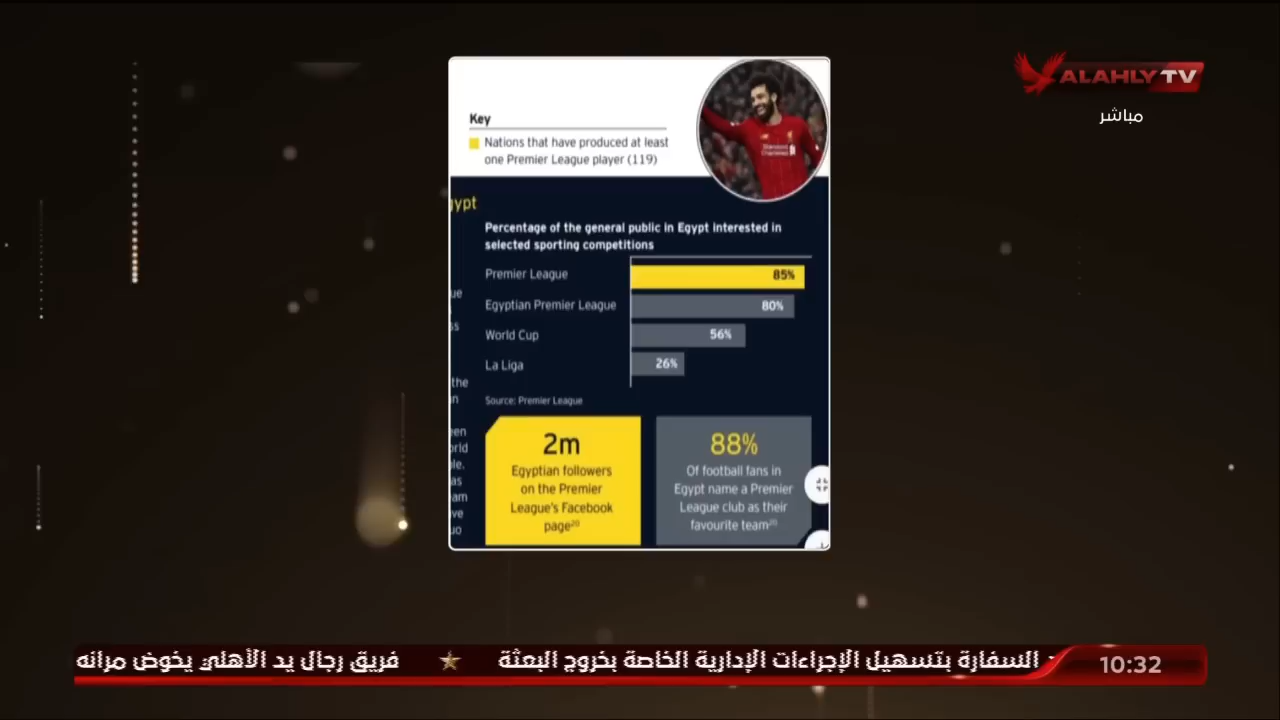 ALAHLY TV
مباشر
Key
Nations that have produced at least
one Premier League player (119)
Standard
Chartered
Percentage of the general public in Egypt interested in
selected sporting competitions
Premier League 85%
Egyptian Premier League 80%
World Cup 56%
La Liga 26%
Source: Premier League
2m
Egyptian followers
on the Premier
League's Facebook
page²⁰
88%
Of football fans in
Egypt name a Premier
League club as their
favourite team²⁰
السفارة بتسهيل الإجراءات الإدارية الخاصة بخروج البعثة ★ فريق رجال يد الأهلي يخوض مرانه
10:32